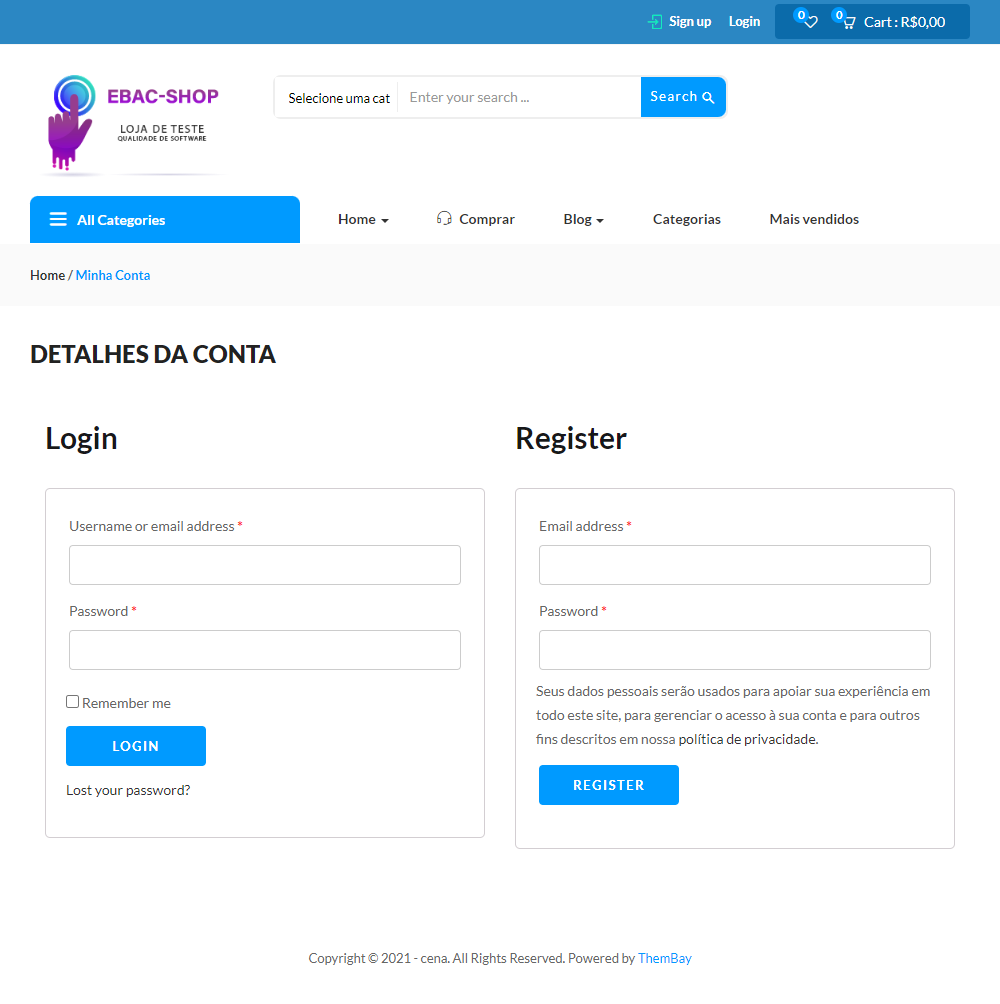 Sign up Login 0 0 Cart : R$0,00
EBAC-SHOP
LOJA DE TESTE
QUALIDADE DE SOFTWARE
Selecione uma cat Enter your search ... Search
All Categories Home Comprar Blog Categorias Mais vendidos
Home / Minha Conta
DETALHES DA CONTA
Login
Username or email address *
Password *
Remember me
LOGIN
Lost your password?
Register
Email address *
Password *
Seus dados pessoais serão usados para apoiar sua experiência em
todo este site, para gerenciar o acesso à sua conta e para outros
fins descritos em nossa política de privacidade.
REGISTER
Copyright © 2021 - cena. All Rights Reserved. Powered by ThemBay